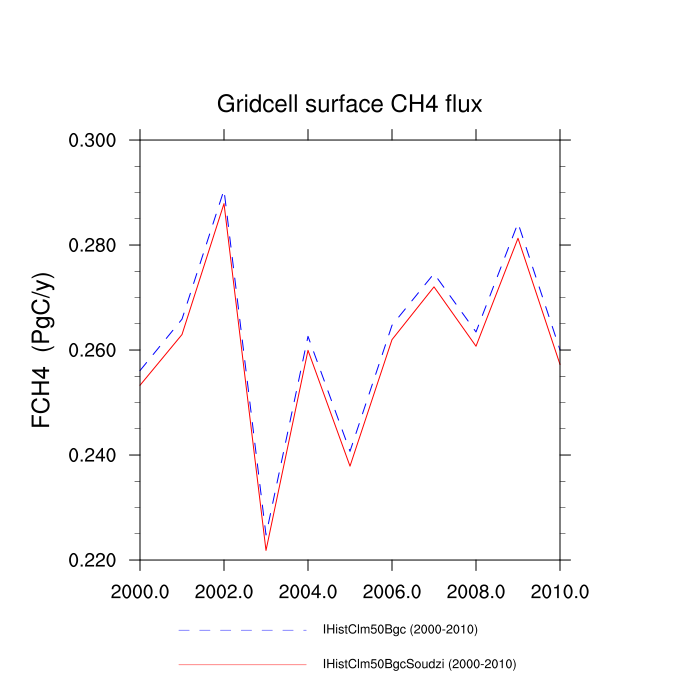 Gridcell surface CH4 flux
0.300
0.280
0.260
0.240
0.220
FCH4 (PgC/y)
2000.0 2002.0 2004.0 2006.0 2008.0 2010.0
IHistClm50Bgc (2000-2010)
IHistClm50BgcSoudzi (2000-2010)